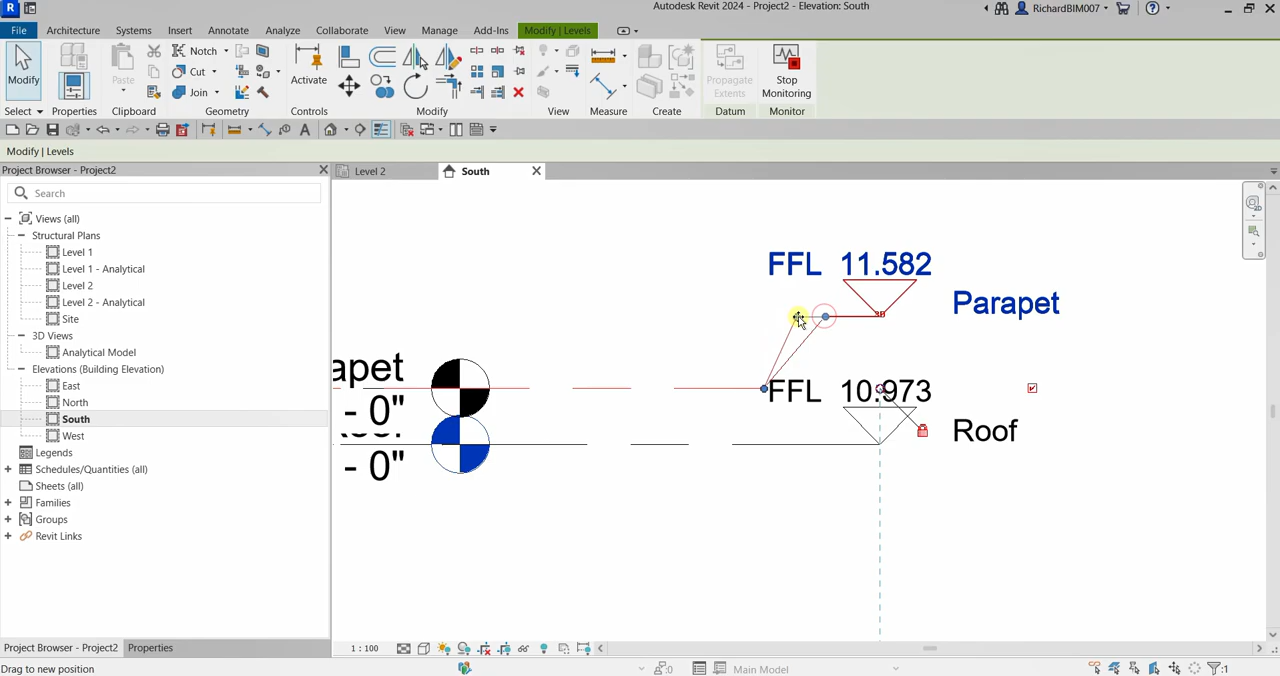 Autodesk Revit 2024 - Project2 - Elevation: South
RichardBIM007
File Architecture Systems Insert Annotate Analyze Collaborate View Manage Add-Ins Modify | Levels
Modify
Paste
Notch
Cut
Join
Activate
Propagate Extents
Stop Monitoring
Select Properties Clipboard Geometry Controls Modify View Measure Create Datum Monitor
Modify | Levels
Project Browser - Project2
Level 2
South
Search
Views (all)
Structural Plans
Level 1
Level 1 - Analytical
Level 2
Level 2 - Analytical
Site
3D Views
Analytical Model
Elevations (Building Elevation)
East
North
South
West
Legends
Schedules/Quantities (all)
Sheets (all)
Families
Groups
Revit Links
FFL 11.582
Parapet
3D
apet
- 0"
FFL 10.973
Roof
- 0"
2D
Project Browser - Project2
Properties
1 : 100
Drag to new position
:0
Main Model
:1